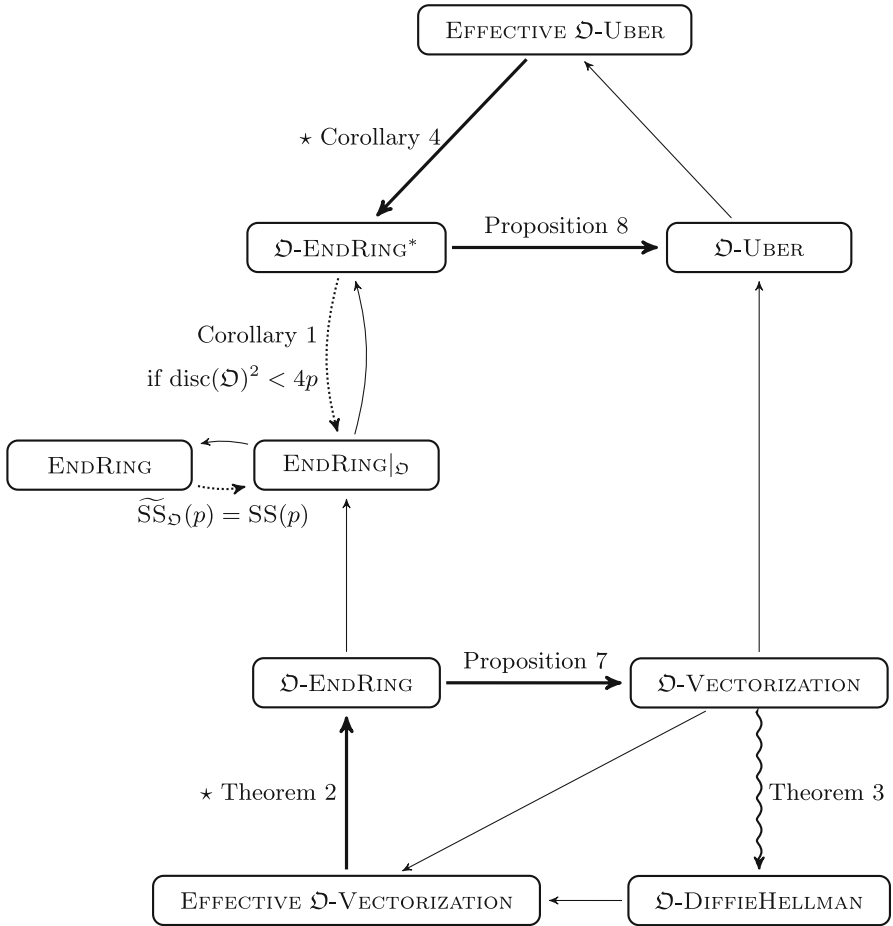 EFFECTIVE 𝔒-UBER
⋆ Corollary 4
𝔒-ENDRING*
Proposition 8
𝔒-UBER
Corollary 1
if disc(𝔒)² < 4p
ENDRING
ENDRING|𝔒
S͠S𝔒(p) = SS(p)
𝔒-ENDRING
Proposition 7
𝔒-VECTORIZATION
⋆ Theorem 2
Theorem 3
EFFECTIVE 𝔒-VECTORIZATION
𝔒-DIFFIEHELLMAN